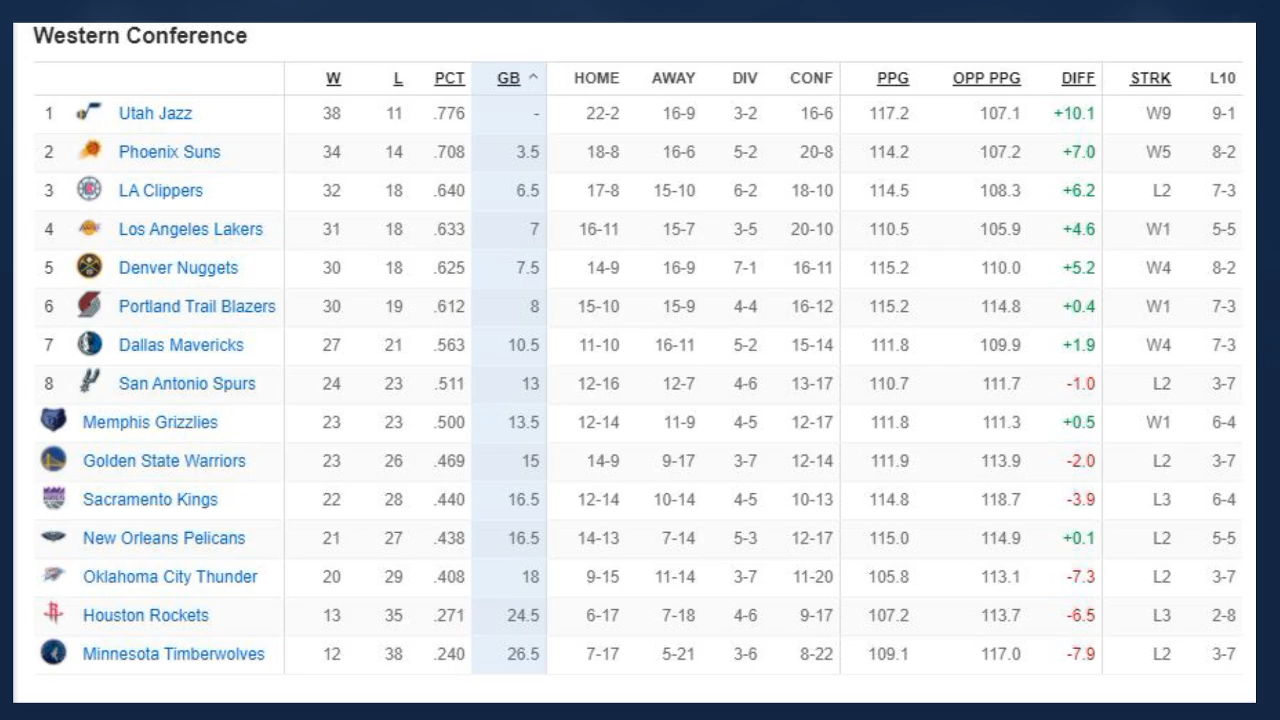 Western Conference
W L PCT GB ^ HOME AWAY DIV CONF PPG OPP PPG DIFF STRK L10
1 Utah Jazz 38 11 .776 - 22-2 16-9 3-2 16-6 117.2 107.1 +10.1 W9 9-1
2 Phoenix Suns 34 14 .708 3.5 18-8 16-6 5-2 20-8 114.2 107.2 +7.0 W5 8-2
3 LA Clippers 32 18 .640 6.5 17-8 15-10 6-2 18-10 114.5 108.3 +6.2 L2 7-3
4 Los Angeles Lakers 31 18 .633 7 16-11 15-7 3-5 20-10 110.5 105.9 +4.6 W1 5-5
5 Denver Nuggets 30 18 .625 7.5 14-9 16-9 7-1 16-11 115.2 110.0 +5.2 W4 8-2
6 Portland Trail Blazers 30 19 .612 8 15-10 15-9 4-4 16-12 115.2 114.8 +0.4 W1 7-3
7 Dallas Mavericks 27 21 .563 10.5 11-10 16-11 5-2 15-14 111.8 109.9 +1.9 W4 7-3
8 San Antonio Spurs 24 23 .511 13 12-16 12-7 4-6 13-17 110.7 111.7 -1.0 L2 3-7
Memphis Grizzlies 23 23 .500 13.5 12-14 11-9 4-5 12-17 111.8 111.3 +0.5 W1 6-4
Golden State Warriors 23 26 .469 15 14-9 9-17 3-7 12-14 111.9 113.9 -2.0 L2 3-7
Sacramento Kings 22 28 .440 16.5 12-14 10-14 4-5 10-13 114.8 118.7 -3.9 L3 6-4
New Orleans Pelicans 21 27 .438 16.5 14-13 7-14 5-3 12-17 115.0 114.9 +0.1 L2 5-5
Oklahoma City Thunder 20 29 .408 18 9-15 11-14 3-7 11-20 105.8 113.1 -7.3 L2 3-7
Houston Rockets 13 35 .271 24.5 6-17 7-18 4-6 9-17 107.2 113.7 -6.5 L3 2-8
Minnesota Timberwolves 12 38 .240 26.5 7-17 5-21 3-6 8-22 109.1 117.0 -7.9 L2 3-7